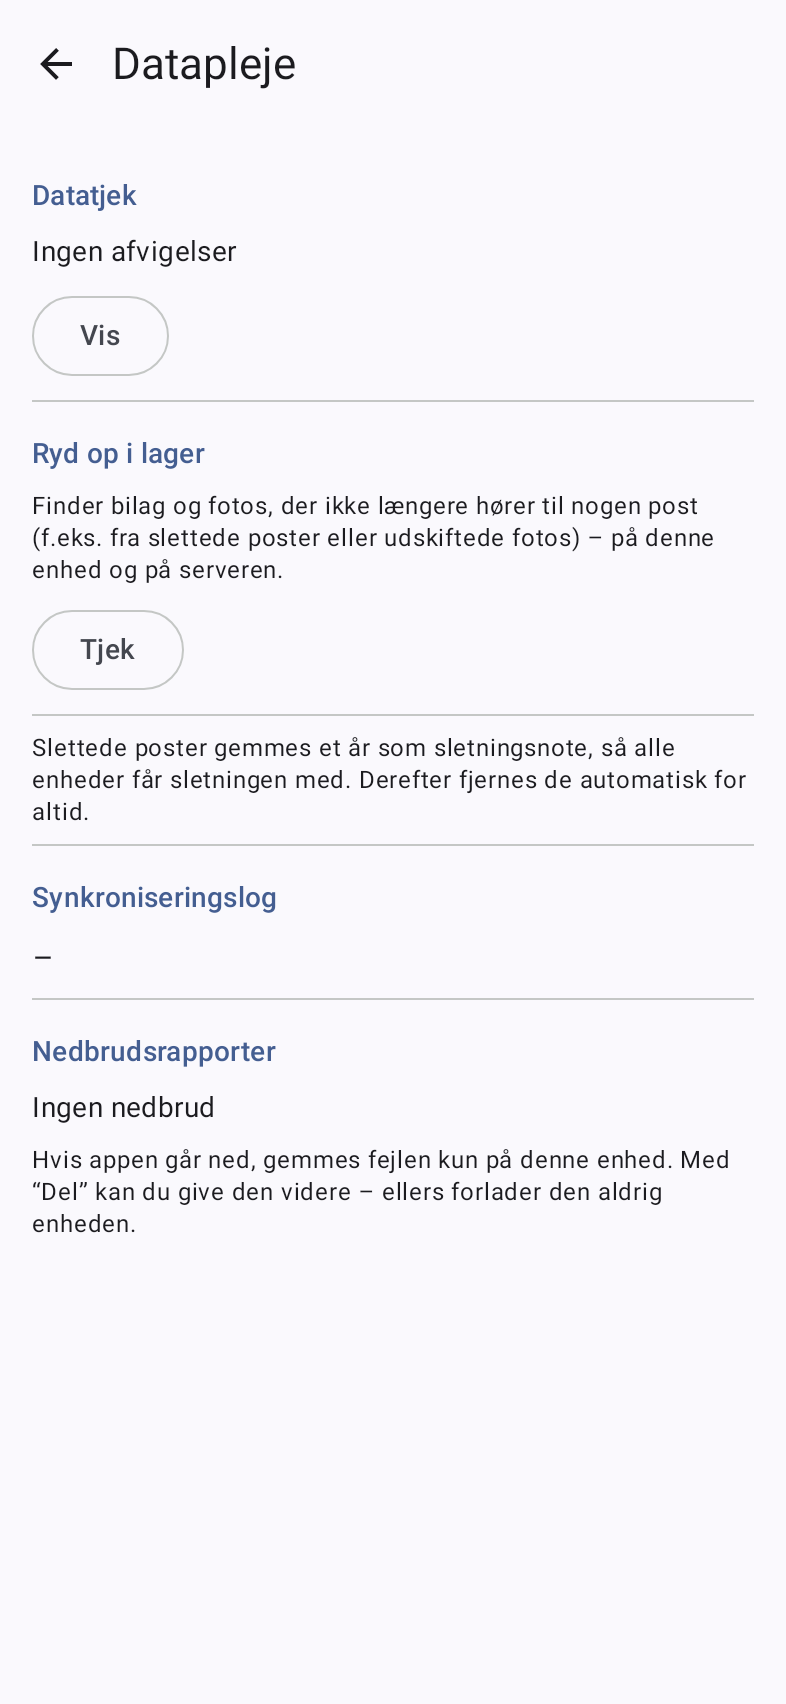 Datapleje
Datatjek
Ingen afvigelser
Vis
Ryd op i lager
Finder bilag og fotos, der ikke længere hører til nogen post
(f.eks. fra slettede poster eller udskiftede fotos) – på denne
enhed og på serveren.
Tjek
Slettede poster gemmes et år som sletningsnote, så alle
enheder får sletningen med. Derefter fjernes de automatisk for
altid.
Synkroniseringslog
–
Nedbrudsrapporter
Ingen nedbrud
Hvis appen går ned, gemmes fejlen kun på denne enhed. Med
“Del” kan du give den videre – ellers forlader den aldrig
enheden.